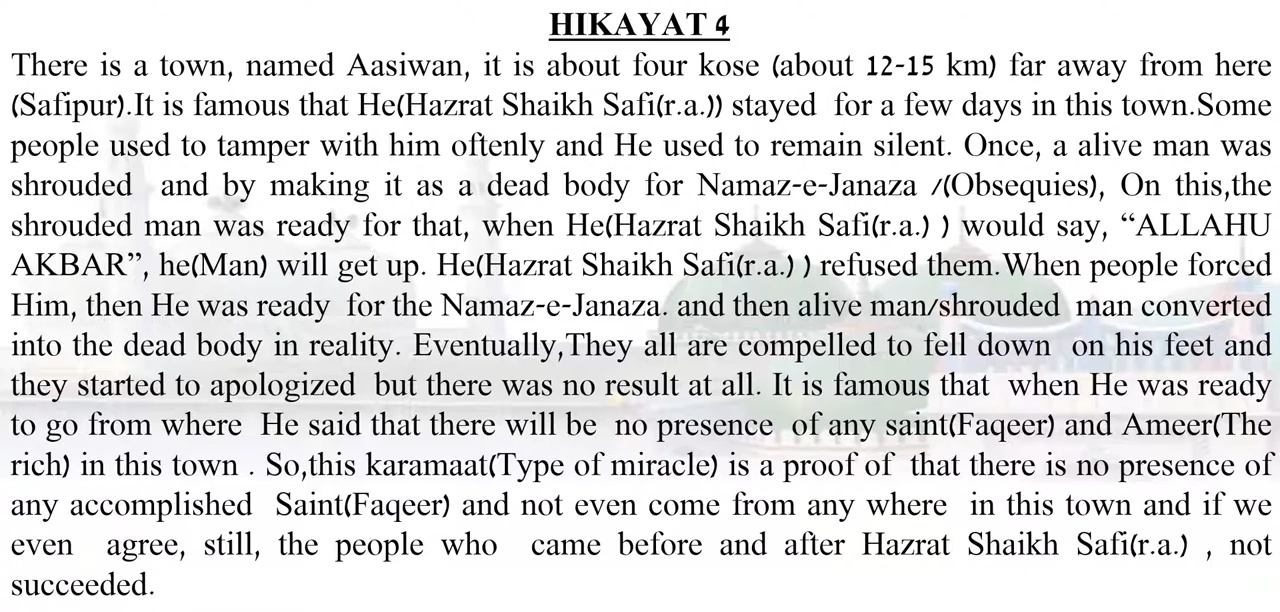 HIKAYAT 4
There is a town, named Aasiwan, it is about four kose (about 12-15 km) far away from here
(Safipur).It is famous that He(Hazrat Shaikh Safi(r.a.)) stayed for a few days in this town.Some
people used to tamper with him oftenly and He used to remain silent. Once, a alive man was
shrouded and by making it as a dead body for Namaz-e-Janaza /(Obsequies), On this,the
shrouded man was ready for that, when He(Hazrat Shaikh Safi(r.a.) ) would say, “ALLAHU
AKBAR”, he(Man) will get up. He(Hazrat Shaikh Safi(r.a.) ) refused them.When people forced
Him, then He was ready for the Namaz-e-Janaza. and then alive man/shrouded man converted
into the dead body in reality. Eventually,They all are compelled to fell down on his feet and
they started to apologized but there was no result at all. It is famous that when He was ready
to go from where He said that there will be no presence of any saint(Faqeer) and Ameer(The
rich) in this town . So,this karamaat(Type of miracle) is a proof of that there is no presence of
any accomplished Saint(Faqeer) and not even come from any where in this town and if we
even agree, still, the people who came before and after Hazrat Shaikh Safi(r.a.) , not
succeeded.